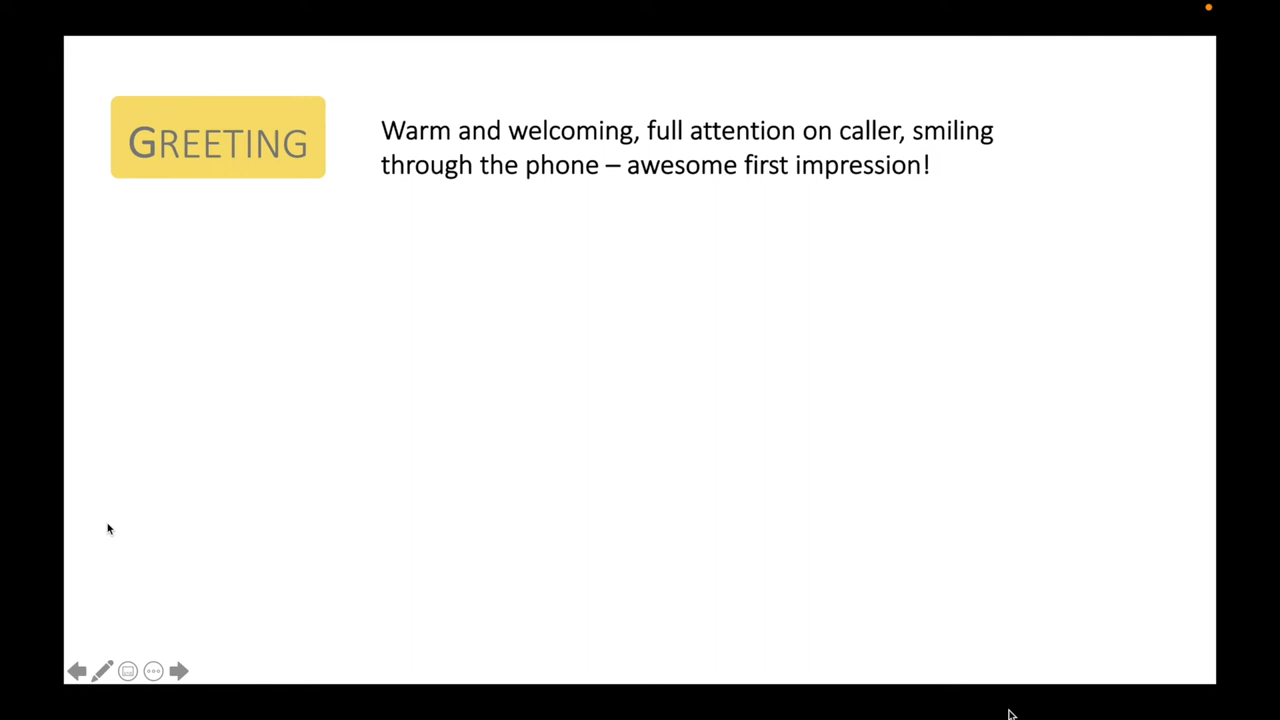 GREETING
Warm and welcoming, full attention on caller, smiling
through the phone – awesome first impression!